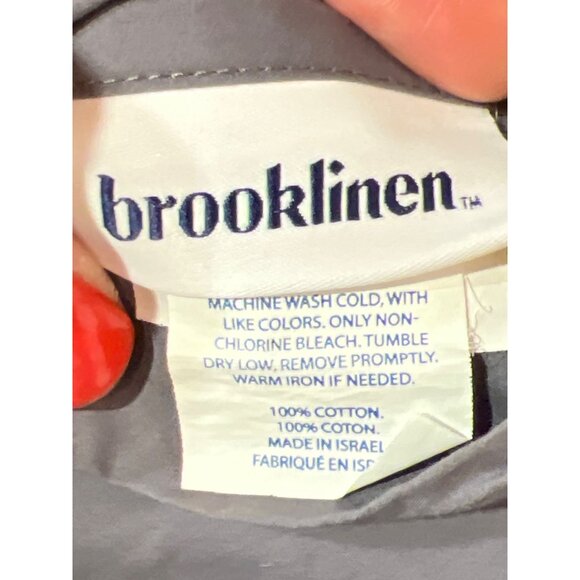 brooklinen™
MACHINE WASH COLD, WITH
LIKE COLORS. ONLY NON-
CHLORINE BLEACH. TUMBLE
DRY LOW, REMOVE PROMPTLY.
WARM IRON IF NEEDED.
100% COTTON.
100% COTON.
MADE IN ISRAEL
FABRIQUÉ EN